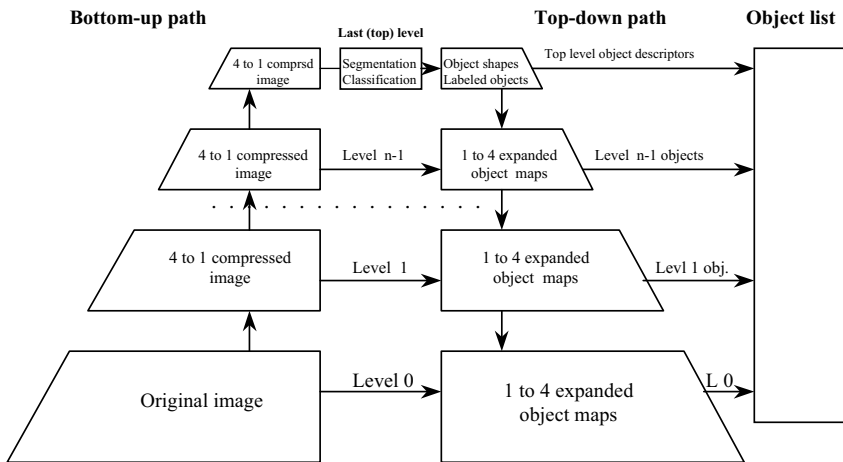 Bottom-up path
Top-down path
Object list
Last (top) level
4 to 1 comprsd
image
Segmentation
Classification
Object shapes
Labeled objects
Top level object descriptors
4 to 1 compressed
image
Level n-1
1 to 4 expanded
object maps
Level n-1 objects
4 to 1 compressed
image
Level 1
1 to 4 expanded
object maps
Levl 1 obj.
Original image
Level 0
1 to 4 expanded
object maps
L 0